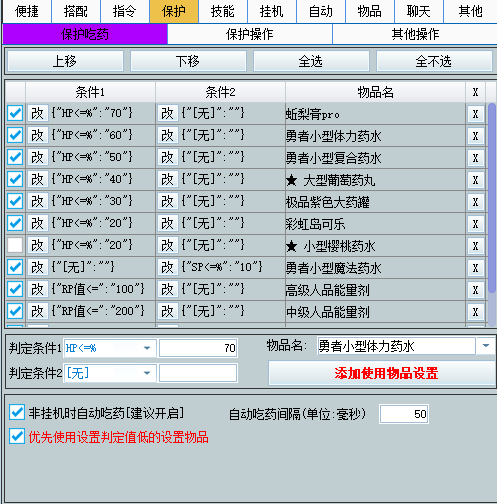 便捷 搭配 指令 保护 技能 挂机 自动 物品 聊天 其他
保护吃药 保护操作 其他操作
上移 下移 全选 全不选
条件1 条件2 物品名 X
改 {"HP<=%":"70"} 改 {"[无]":""} 蚯梨膏pro X
改 {"HP<=%":"60"} 改 {"[无]":""} 勇者小型体力药水 X
改 {"HP<=%":"50"} 改 {"[无]":""} 勇者小型复合药水 X
改 {"HP<=%":"40"} 改 {"[无]":""} ★ 大型葡萄药丸 X
改 {"HP<=%":"30"} 改 {"[无]":""} 极品紫色大药罐 X
改 {"HP<=%":"20"} 改 {"[无]":""} 彩虹岛可乐 X
改 {"HP<=%":"20"} 改 {"[无]":""} ★ 小型樱桃药水 X
改 {"[无]":""} 改 {"SP<=%":"10"} 勇者小型魔法药水 X
改 {"RP值<=":"100"} 改 {"[无]":""} 高级人品能量剂 X
改 {"RP值<=":"200"} 改 {"[无]":""} 中级人品能量剂 X
判定条件1 HP<=% 70 物品名: 勇者小型体力药水
判定条件2 [无] 添加使用物品设置
非挂机时自动吃药[建议开启] 自动吃药间隔(单位:毫秒) 50
优先使用设置判定值低的设置物品